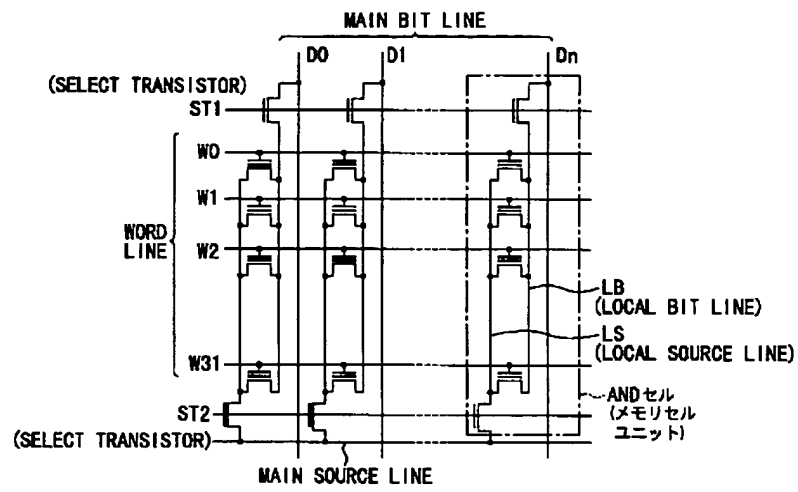 MAIN BIT LINE
D0 D1 Dn
(SELECT TRANSISTOR)
ST1
W0
W1
WORD
LINE
W2
LB
(LOCAL BIT LINE)
LS
(LOCAL SOURCE LINE)
W31
ANDセル
(メモリセル
ユニット)
ST2
(SELECT TRANSISTOR)
MAIN SOURCE LINE